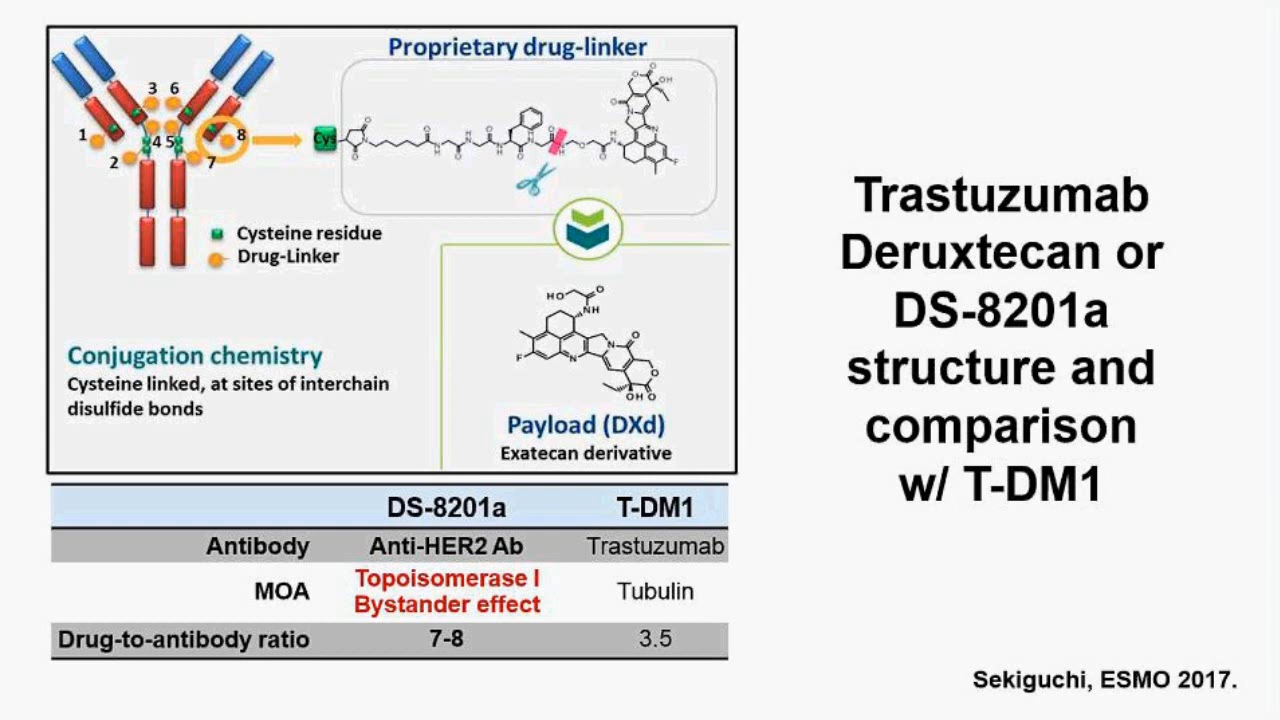 Proprietary drug-linker
3 6
1
4 5
8
2
7
Cys
Cysteine residue
Drug-Linker
Conjugation chemistry
Cysteine linked, at sites of interchain
disulfide bonds
Payload (DXd)
Exatecan derivative
DS-8201a T-DM1
Antibody Anti-HER2 Ab Trastuzumab
MOA Topoisomerase I
Bystander effect Tubulin
Drug-to-antibody ratio 7-8 3.5
Trastuzumab
Deruxtecan or
DS-8201a
structure and
comparison
w/ T-DM1
Sekiguchi, ESMO 2017.